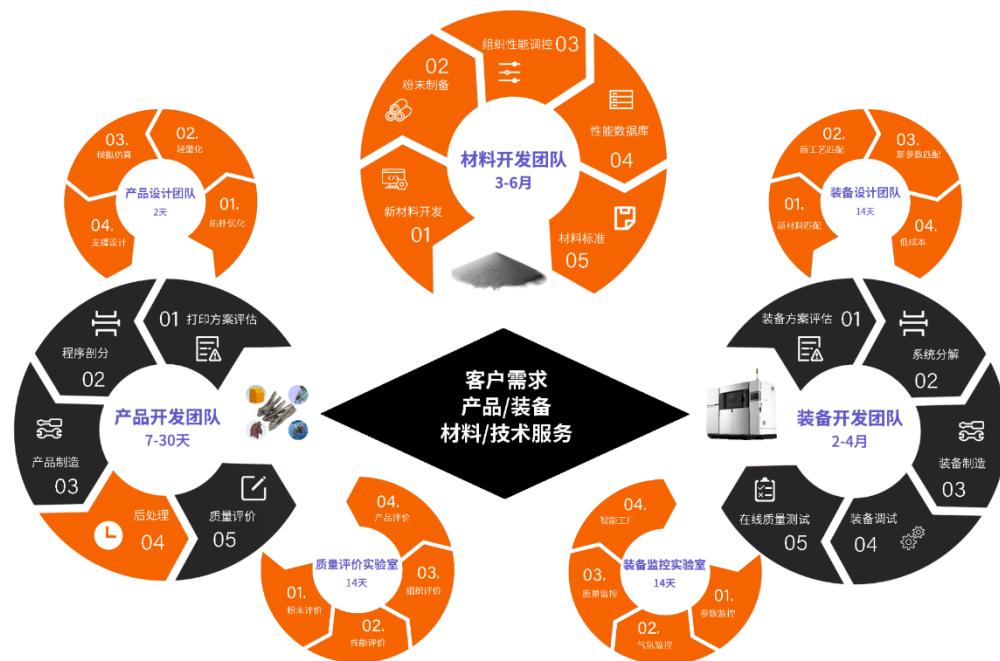 组织性能调控 03
02
粉末制备
性能数据库
04
材料开发团队
3-6月
新材料开发
01
材料标准
05
03.
模拟仿真
02.
轻量化
产品设计团队
2天
01.
拓扑优化
04.
支撑设计
02.
新工艺匹配
03.
新参数匹配
装备设计团队
14天
01.
新材料匹配
04.
低成本
01 打印方案评估
程序剖分
02
产品开发团队
7-30天
产品制造
03
后处理
04
质量评价
05
客户需求
产品/装备
材料/技术服务
装备方案评估 01
系统分解
02
装备开发团队
2-4月
装备制造
03
装备调试
04
在线质量测试
05
04.
产品评价
质量评价实验室
14天
03.
组织评价
01.
粉末评价
02.
性能评价
04.
智能工厂
装备监控实验室
14天
03.
质量监控
01.
参数监控
02.
气氛监控